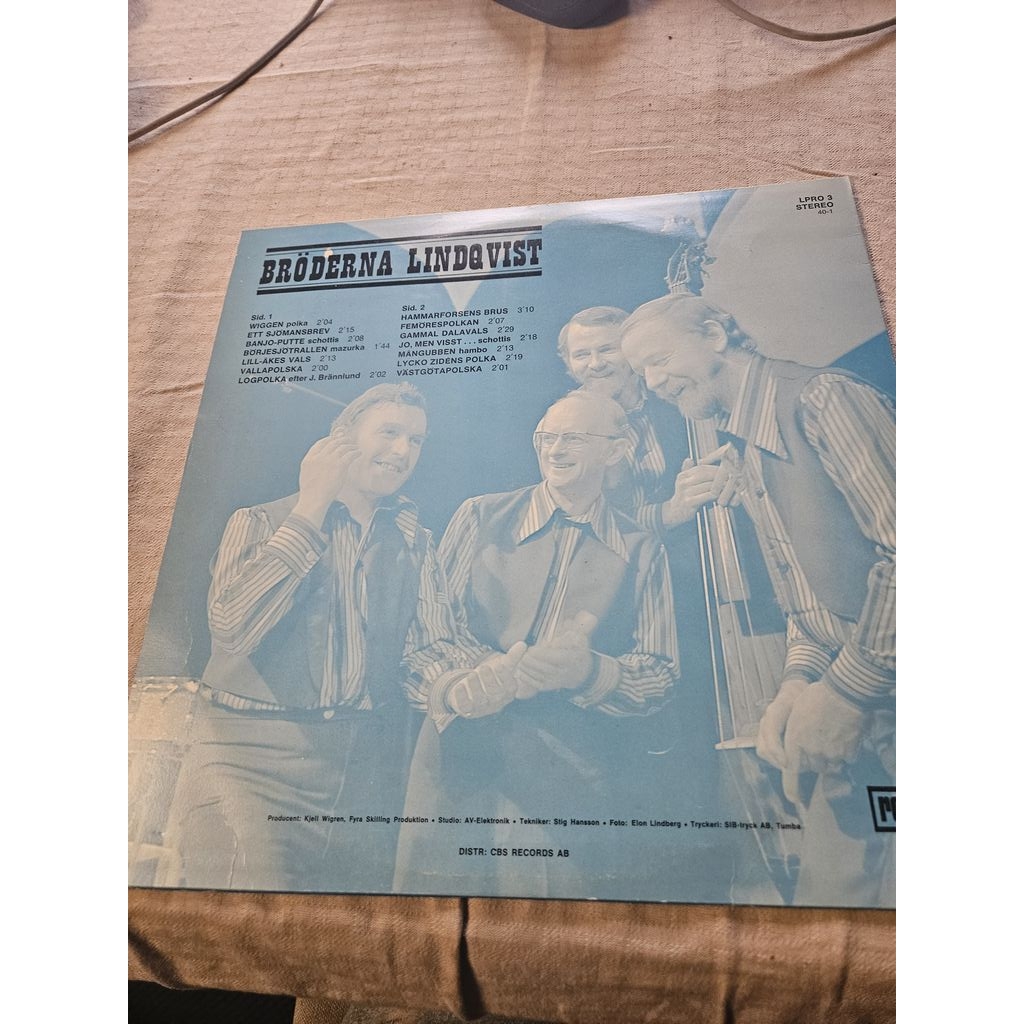 LPRO 3
STEREO
40-1
BRÖDERNA LINDQVIST
Sid. 1
WIGGEN polka 2´04
ETT SJÖMANSBREV 2´15
BANJO-PUTTE schottis 2´08
BÖRJESJÖTRALLEN mazurka 1´44
LILL-AKES VALS 2´13
VALLAPOLSKA 2´00
LOGPOLKA efter J. Brännlund 2´02
Sid. 2
HAMMARFORSENS BRUS 3´10
FEMÖRESPOLKAN 2´07
GAMMAL DALAVALS 2´29
JO, MEN VISST... schottis 2´18
MÅNGUBBEN hambo 2´13
LYCKO ZIDENS POLKA 2´19
VÄSTGÖTAPOLSKA 2´01
Producent: Kjell Wigren, Fyra Skilling Produktion • Studio: AV-Elektronik • Tekniker: Stig Hansson • Foto: Elon Lindberg • Tryckeri: SIB-tryck AB, Tumba
DISTR: CBS RECORDS AB